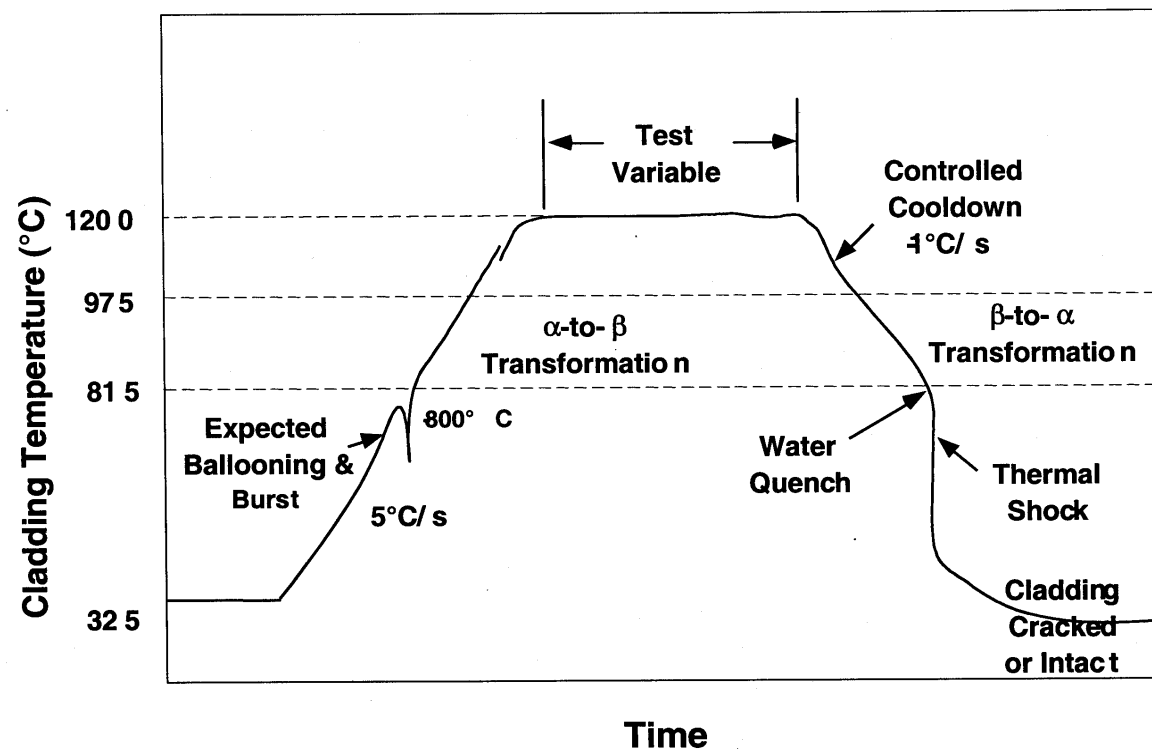 Test
Variable
Controlled
Cooldown
-1°C/ s
Cladding Temperature (°C)
120 0
97 5
81 5
32 5
α-to- β
Transformatio n
β-to- α
Transformatio n
Expected
Ballooning &
Burst
-800° C
5°C/ s
Water
Quench
Thermal
Shock
Cladding
Cracked
or Intac t
Time